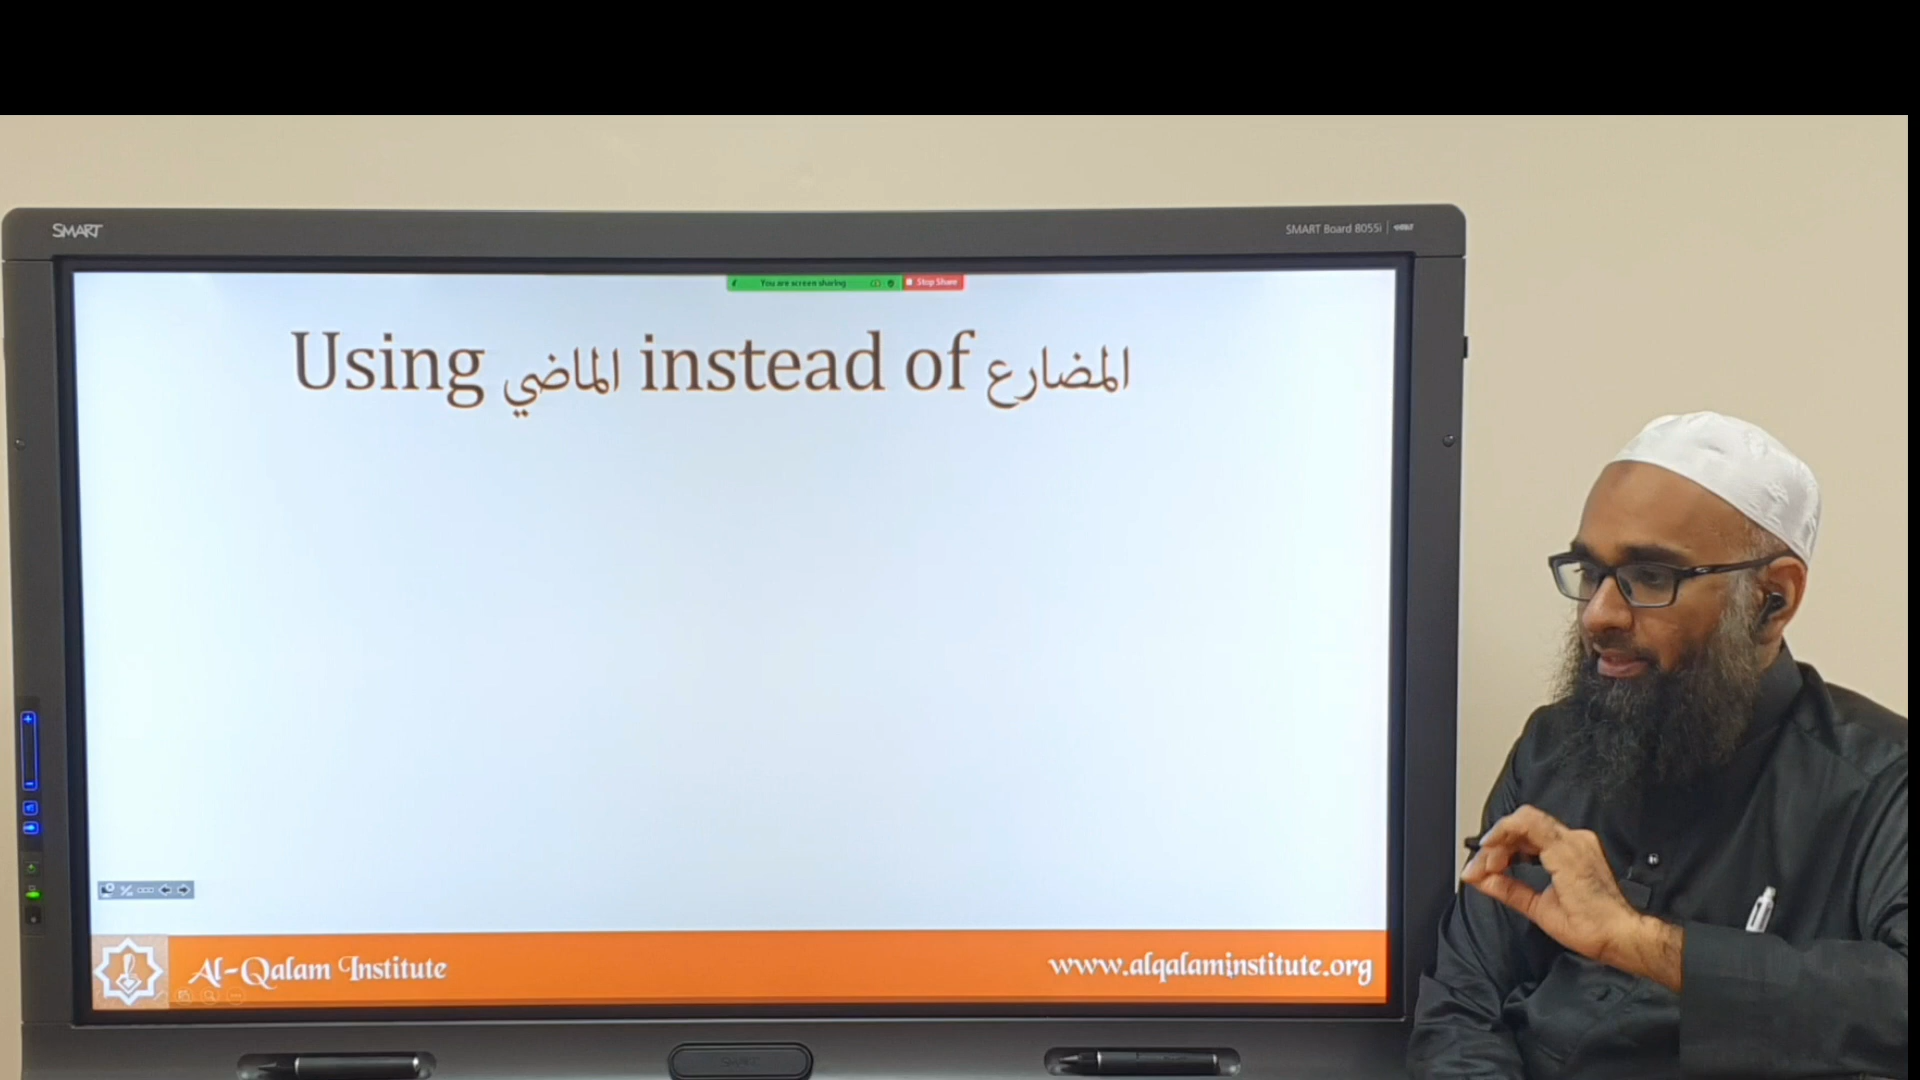 SMART
SMART Board 8055i
You are screen sharing
Stop Share
Using الماضي instead of المضارع
Al-Qalam Institute
www.alqalaminstitute.org
SMART